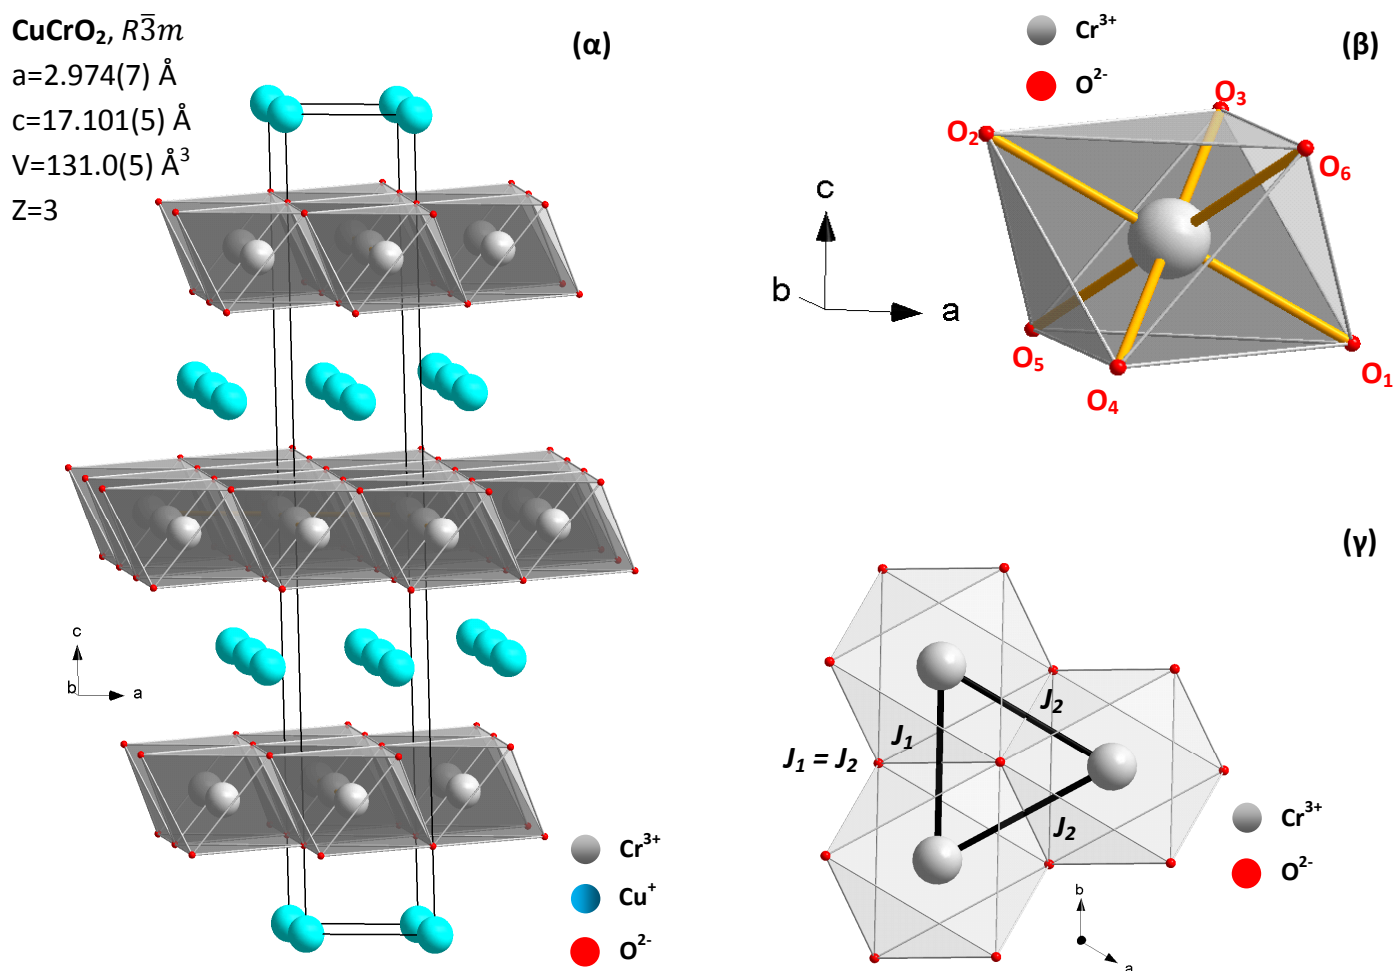 CuCrO₂, R3̅m
a=2.974(7) Å
c=17.101(5) Å
V=131.0(5) Å³
Z=3
(α)
c
b
a
Cr³⁺
Cu⁺
O²⁻
Cr³⁺
O²⁻
(β)
O₃
O₂
O₆
c
b
a
O₅
O₄
O₁
(γ)
J₂
J₁
J₁ = J₂
J₂
Cr³⁺
O²⁻
b
a